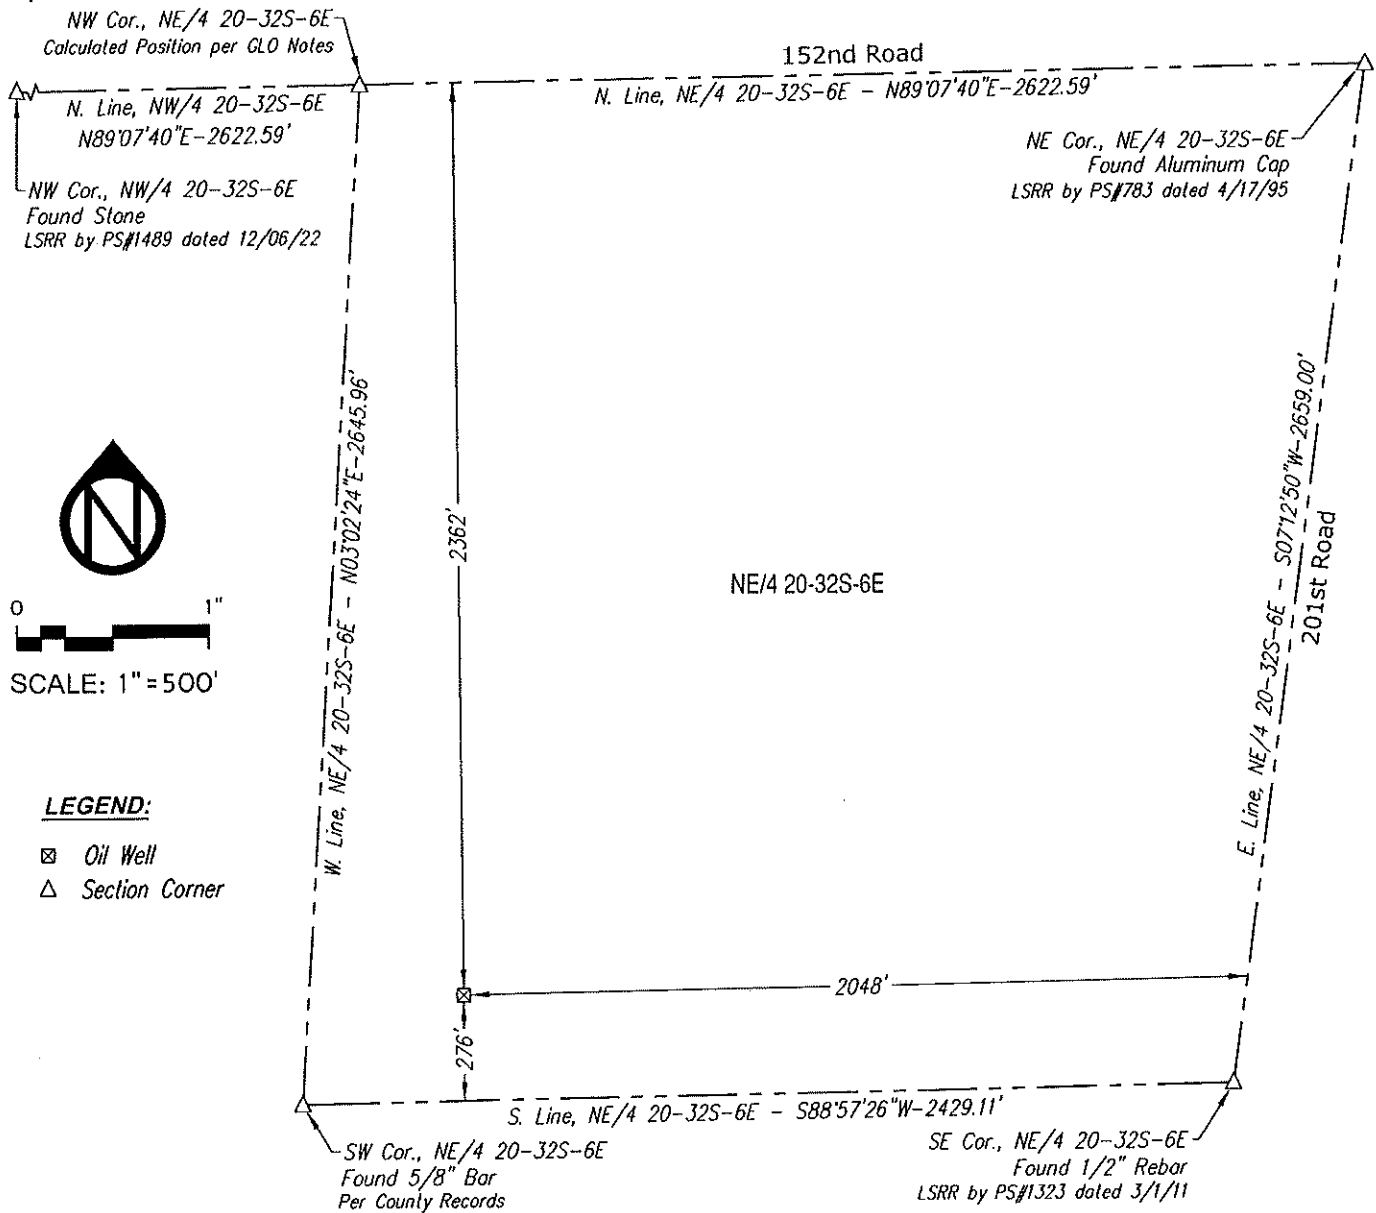 NW Cor., NE/4 20-32S-6E
Calculated Position per GLO Notes
152nd Road
N. Line, NW/4 20-32S-6E
N89°07'40"E-2622.59'
N. Line, NE/4 20-32S-6E - N89°07'40"E-2622.59'
NE Cor., NE/4 20-32S-6E
Found Aluminum Cap
LSRR by PS#783 dated 4/17/95
NW Cor., NW/4 20-32S-6E
Found Stone
LSRR by PS#1489 dated 12/06/22
W. Line, NE/4 20-32S-6E - N03°02'24"E-2645.96'
2362'
NE/4 20-32S-6E
E. Line, NE/4 20-32S-6E - S07°12'50"W-2659.00'
201st Road
N
0 1"
SCALE: 1"=500'
LEGEND:
Oil Well
Section Corner
2048'
276'
S. Line, NE/4 20-32S-6E - S88°57'26"W-2429.11'
SW Cor., NE/4 20-32S-6E
Found 5/8" Bar
Per County Records
SE Cor., NE/4 20-32S-6E
Found 1/2" Rebar
LSRR by PS#1323 dated 3/1/11